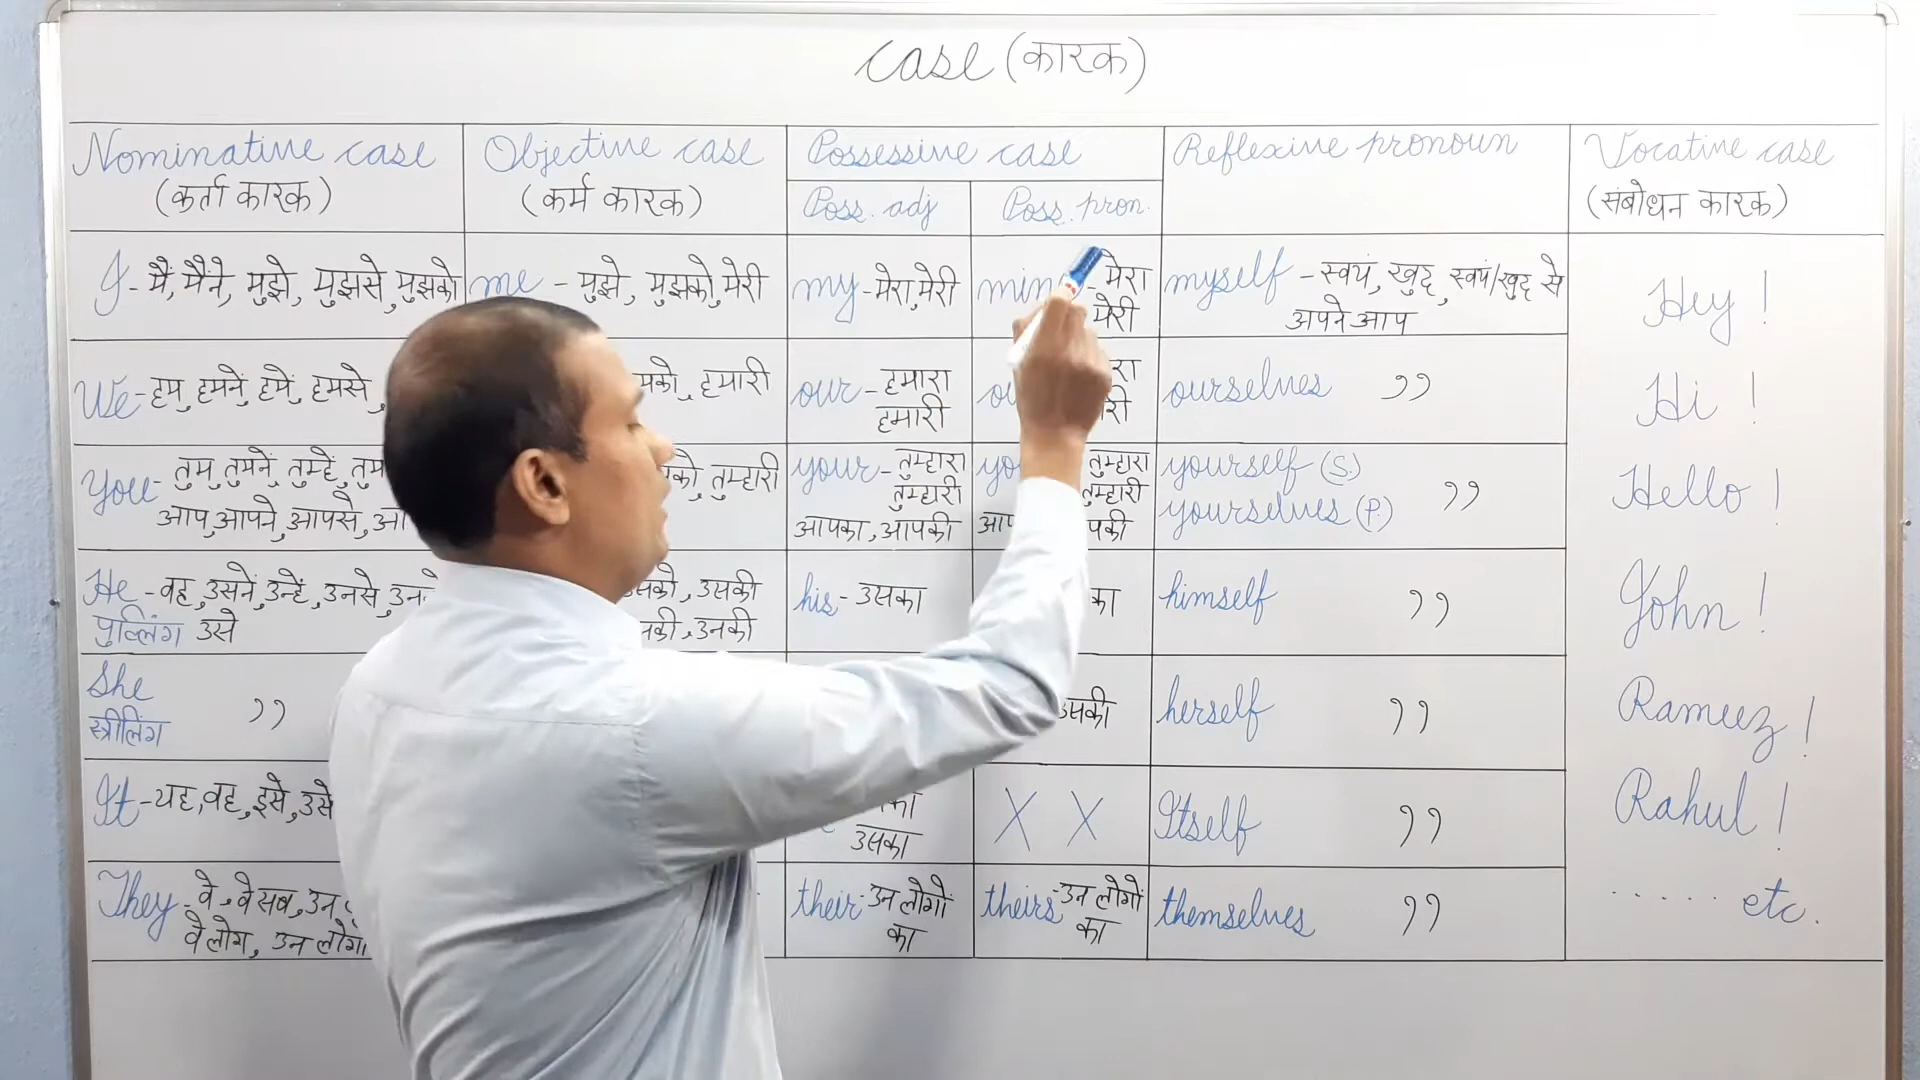 case (कारक)
Nominative case
(कर्ता कारक)
Objective case
(कर्म कारक)
Possessive case
Poss. adj
Poss. pron.
Reflexive pronoun
Vocative case
(संबोधन कारक)
I - मैं, मैंने, मुझे, मुझसे, मुझको
me - मुझे, मुझको, मेरी
my - मेरा, मेरी
मेरा
मेरी
myself - स्वयं, खुद, स्वयं/खुद से
अपने आप
Hey !
We - हम, हमनें, हमें, हमसे,
हमारी
our - हमारा
हमारी
ourselves ,,
Hi !
You - तुम, तुमनें, तुम्हें,
आप, आपने, आपसे,
तुम्हारी
your - तुम्हारा
तुम्हारी
आपका, आपकी
तुम्हारा
तुम्हारी
yourself (S.)
yourselves (P.) ,,
Hello !
He - वह, उसनें, उन्हें, उनसे,
पुल्लिंग उसे
उसकी
उनकी
his - उसका
himself ,,
John !
She
स्त्रीलिंग ,,
उसकी
herself ,,
Rameez !
It - यह, वह, इसे, उसे
उसका
X X
Itself ,,
Rahul !
They - वे, वे सब, उन
वे लोग, उन लोगों
their - उन लोगों
का
theirs - उन लोगों
का
themselves ,,
..... etc.